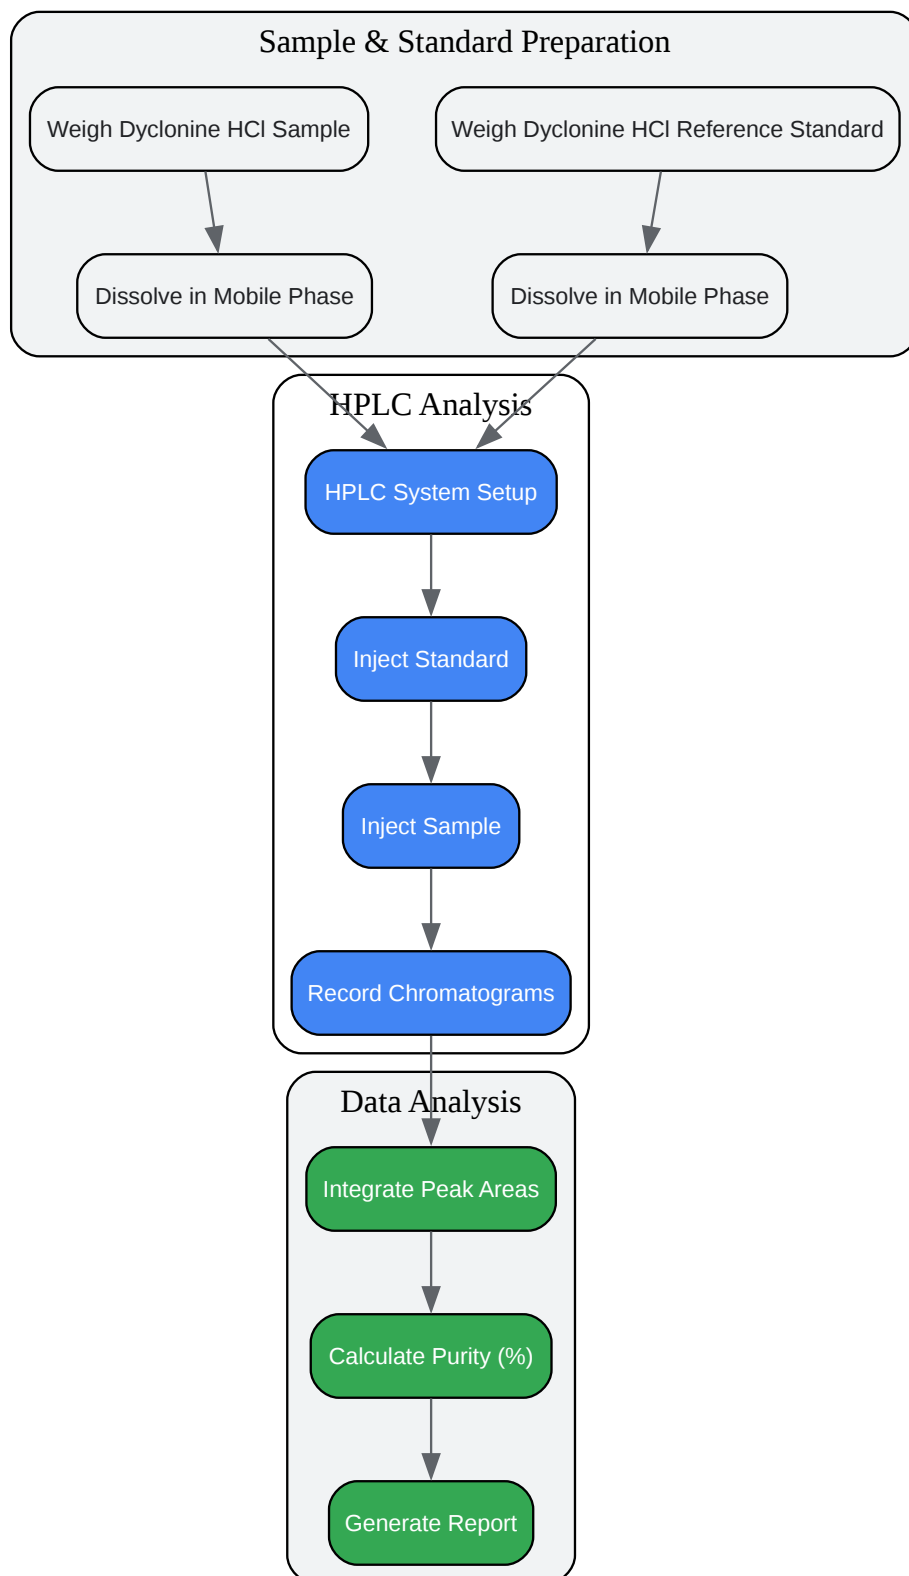 Sample & Standard Preparation
Weigh Dyclonine HCl Sample
Weigh Dyclonine HCl Reference Standard
Dissolve in Mobile Phase
Dissolve in Mobile Phase
HPLC Analysis
HPLC System Setup
Inject Standard
Inject Sample
Record Chromatograms
Data Analysis
Integrate Peak Areas
Calculate Purity (%)
Generate Report